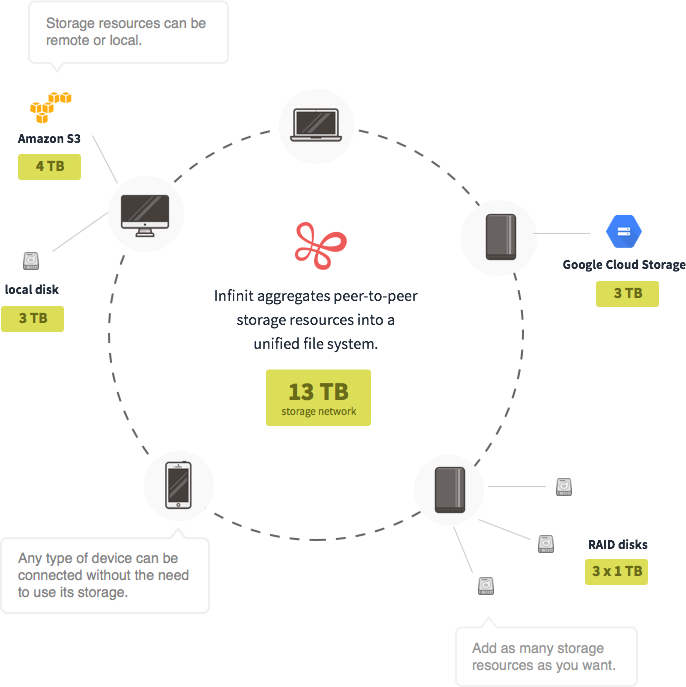 Storage resources can be
remote or local.
Amazon S3
4 TB
local disk
3 TB
Google Cloud Storage
3 TB
Infinit aggregates peer-to-peer
storage resources into a
unified file system.
13 TB
storage network
Any type of device can be
connected without the need
to use its storage.
RAID disks
3 x 1 TB
Add as many storage
resources as you want.